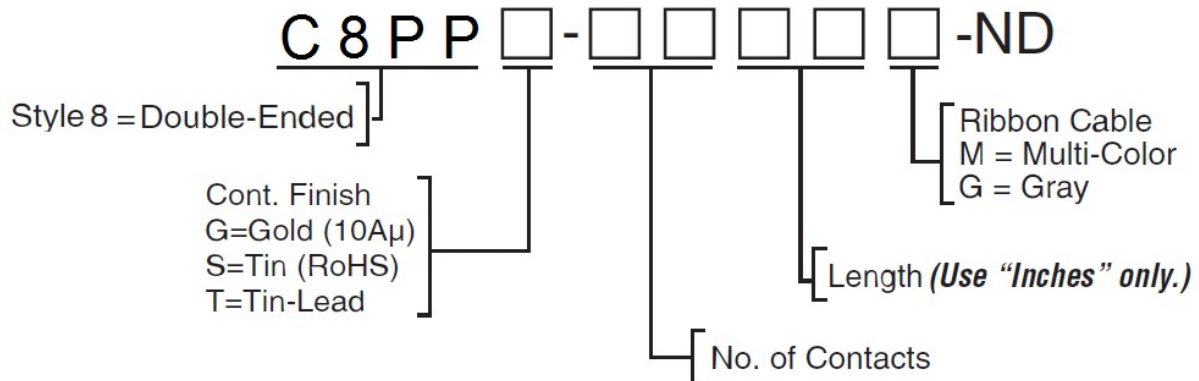 C 8 P P □ - □ □ □ □ □ -ND
Style 8 = Double-Ended
Ribbon Cable
M = Multi-Color
G = Gray
Cont. Finish
G=Gold (10Aµ)
S=Tin (RoHS)
T=Tin-Lead
Length (Use “Inches” only.)
No. of Contacts